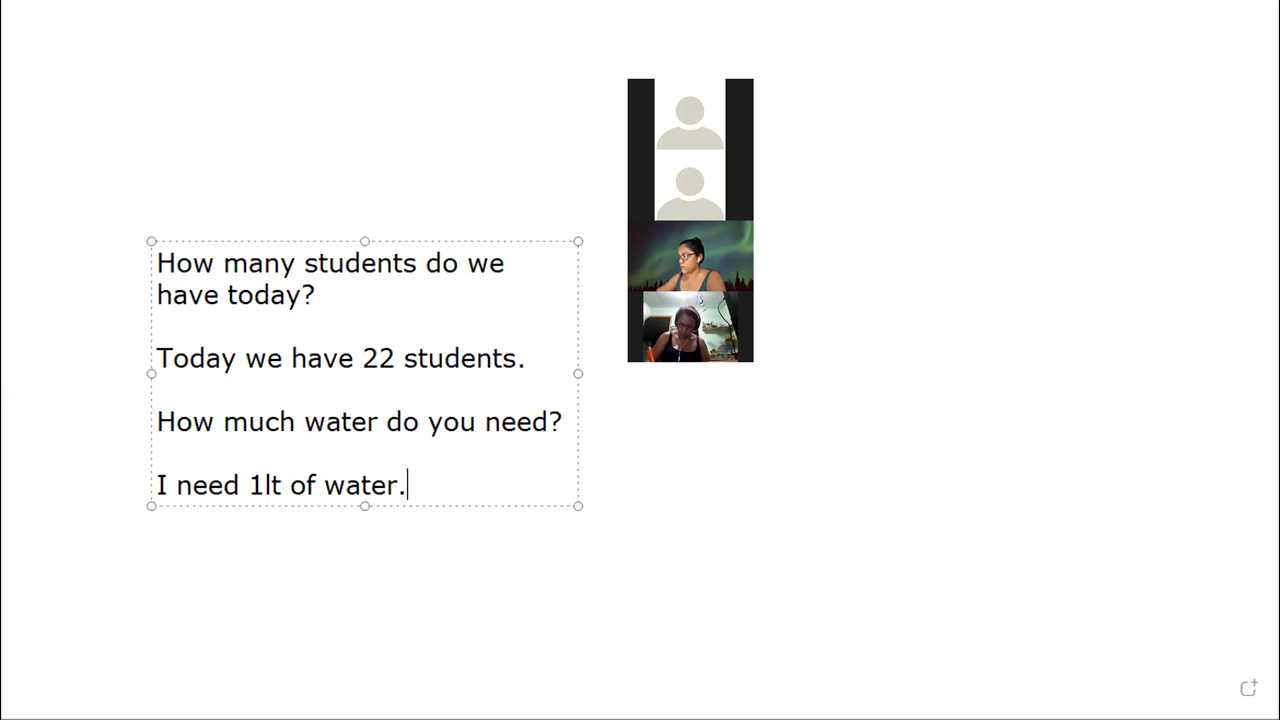 How many students do we
have today?
Today we have 22 students.
How much water do you need?
I need 1lt of water.